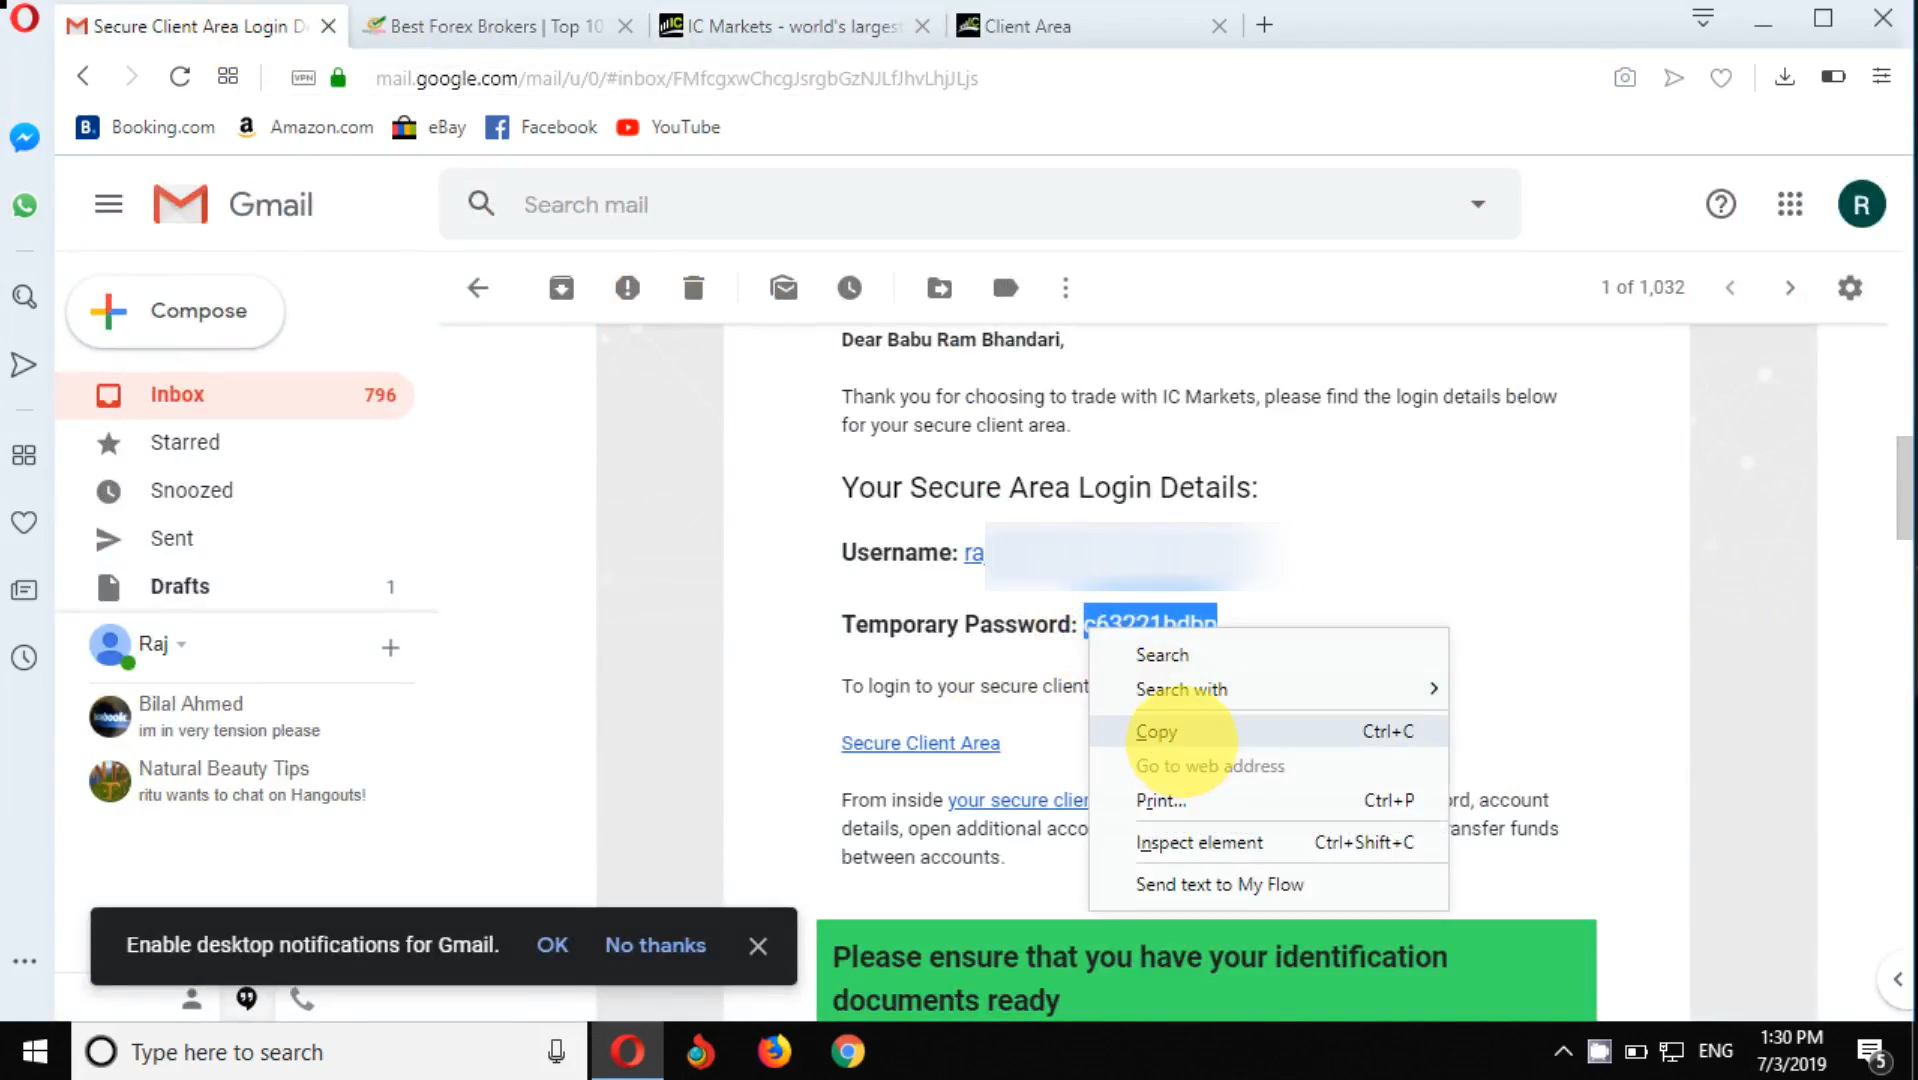 Secure Client Area Login D
Best Forex Brokers | Top 10
IC Markets - world's largest
Client Area
VPN
mail.google.com/mail/u/0/#inbox/FMfcgxwChcgJsrgbGzNJLfJhvLhjJLjs
B.
Booking.com
Amazon.com
eBay
Facebook
YouTube
Gmail
Search mail
R
Compose
1 of 1,032
Inbox 796
Starred
Snoozed
Sent
Drafts 1
Raj
Bilal Ahmed
im in very tension please
Natural Beauty Tips
ritu wants to chat on Hangouts!
Dear Babu Ram Bhandari,
Thank you for choosing to trade with IC Markets, please find the login details below
for your secure client area.
Your Secure Area Login Details:
Username: raj
Temporary Password:
To login to your secure client
Secure Client Area
From inside your secure clien rd, account
details, open additional acco ansfer funds
between accounts.
Search
Search with
Copy Ctrl+C
Go to web address
Print... Ctrl+P
Inspect element Ctrl+Shift+C
Send text to My Flow
Please ensure that you have your identification
documents ready
Enable desktop notifications for Gmail. OK No thanks
Type here to search
ENG
1:30 PM
7/3/2019
5